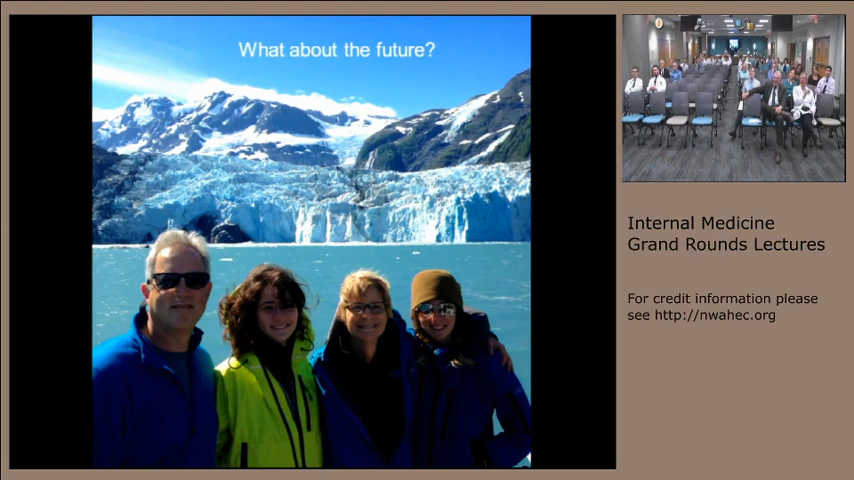 What about the future?
Internal Medicine
Grand Rounds Lectures
For credit information please
see http://nwahec.org